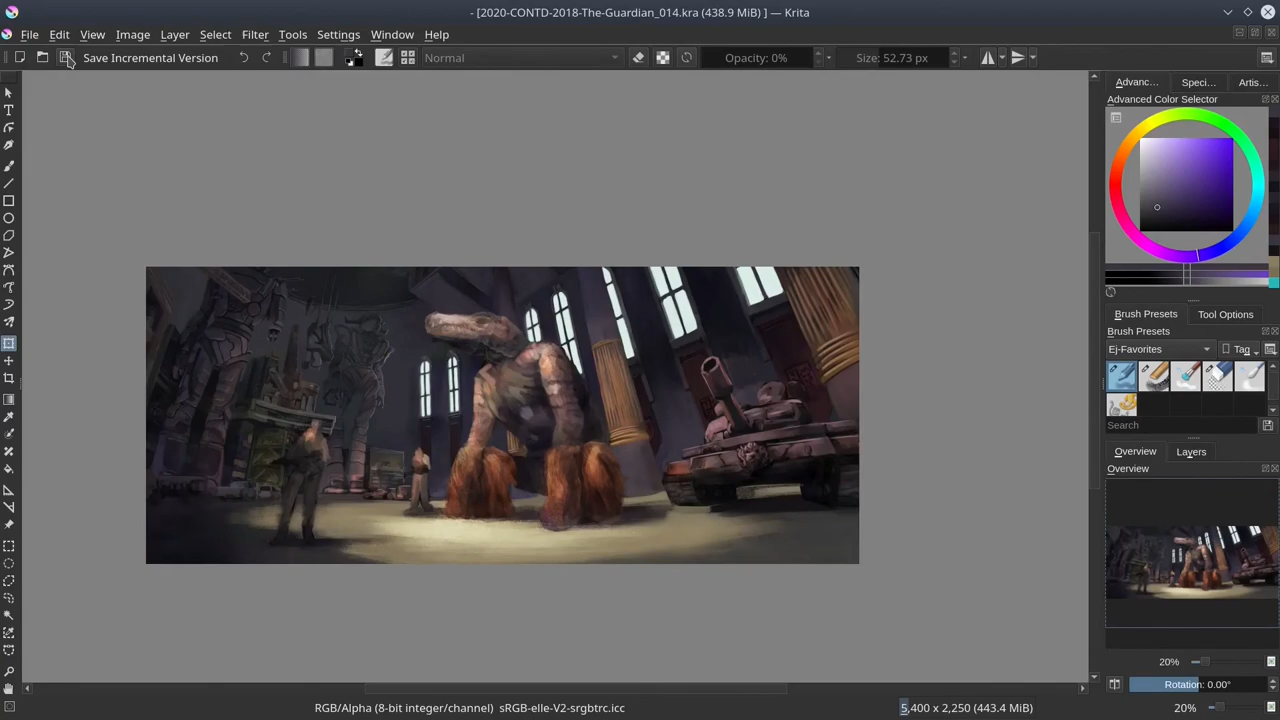 - [2020-CONTD-2018-The-Guardian_014.kra (438.9 MiB) ] — Krita
File Edit View Image Layer Select Filter Tools Settings Window Help
Save Incremental Version Normal Opacity: 0% Size: 52.73 px
Advanc... Speci... Artis...
Advanced Color Selector
Brush Presets Tool Options
Brush Presets
Ej-Favorites Tag
Search
Overview Layers
Overview
20%
Rotation: 0.00°
RGB/Alpha (8-bit integer/channel) sRGB-elle-V2-srgbtrc.icc 5,400 x 2,250 (443.4 MiB) 20%